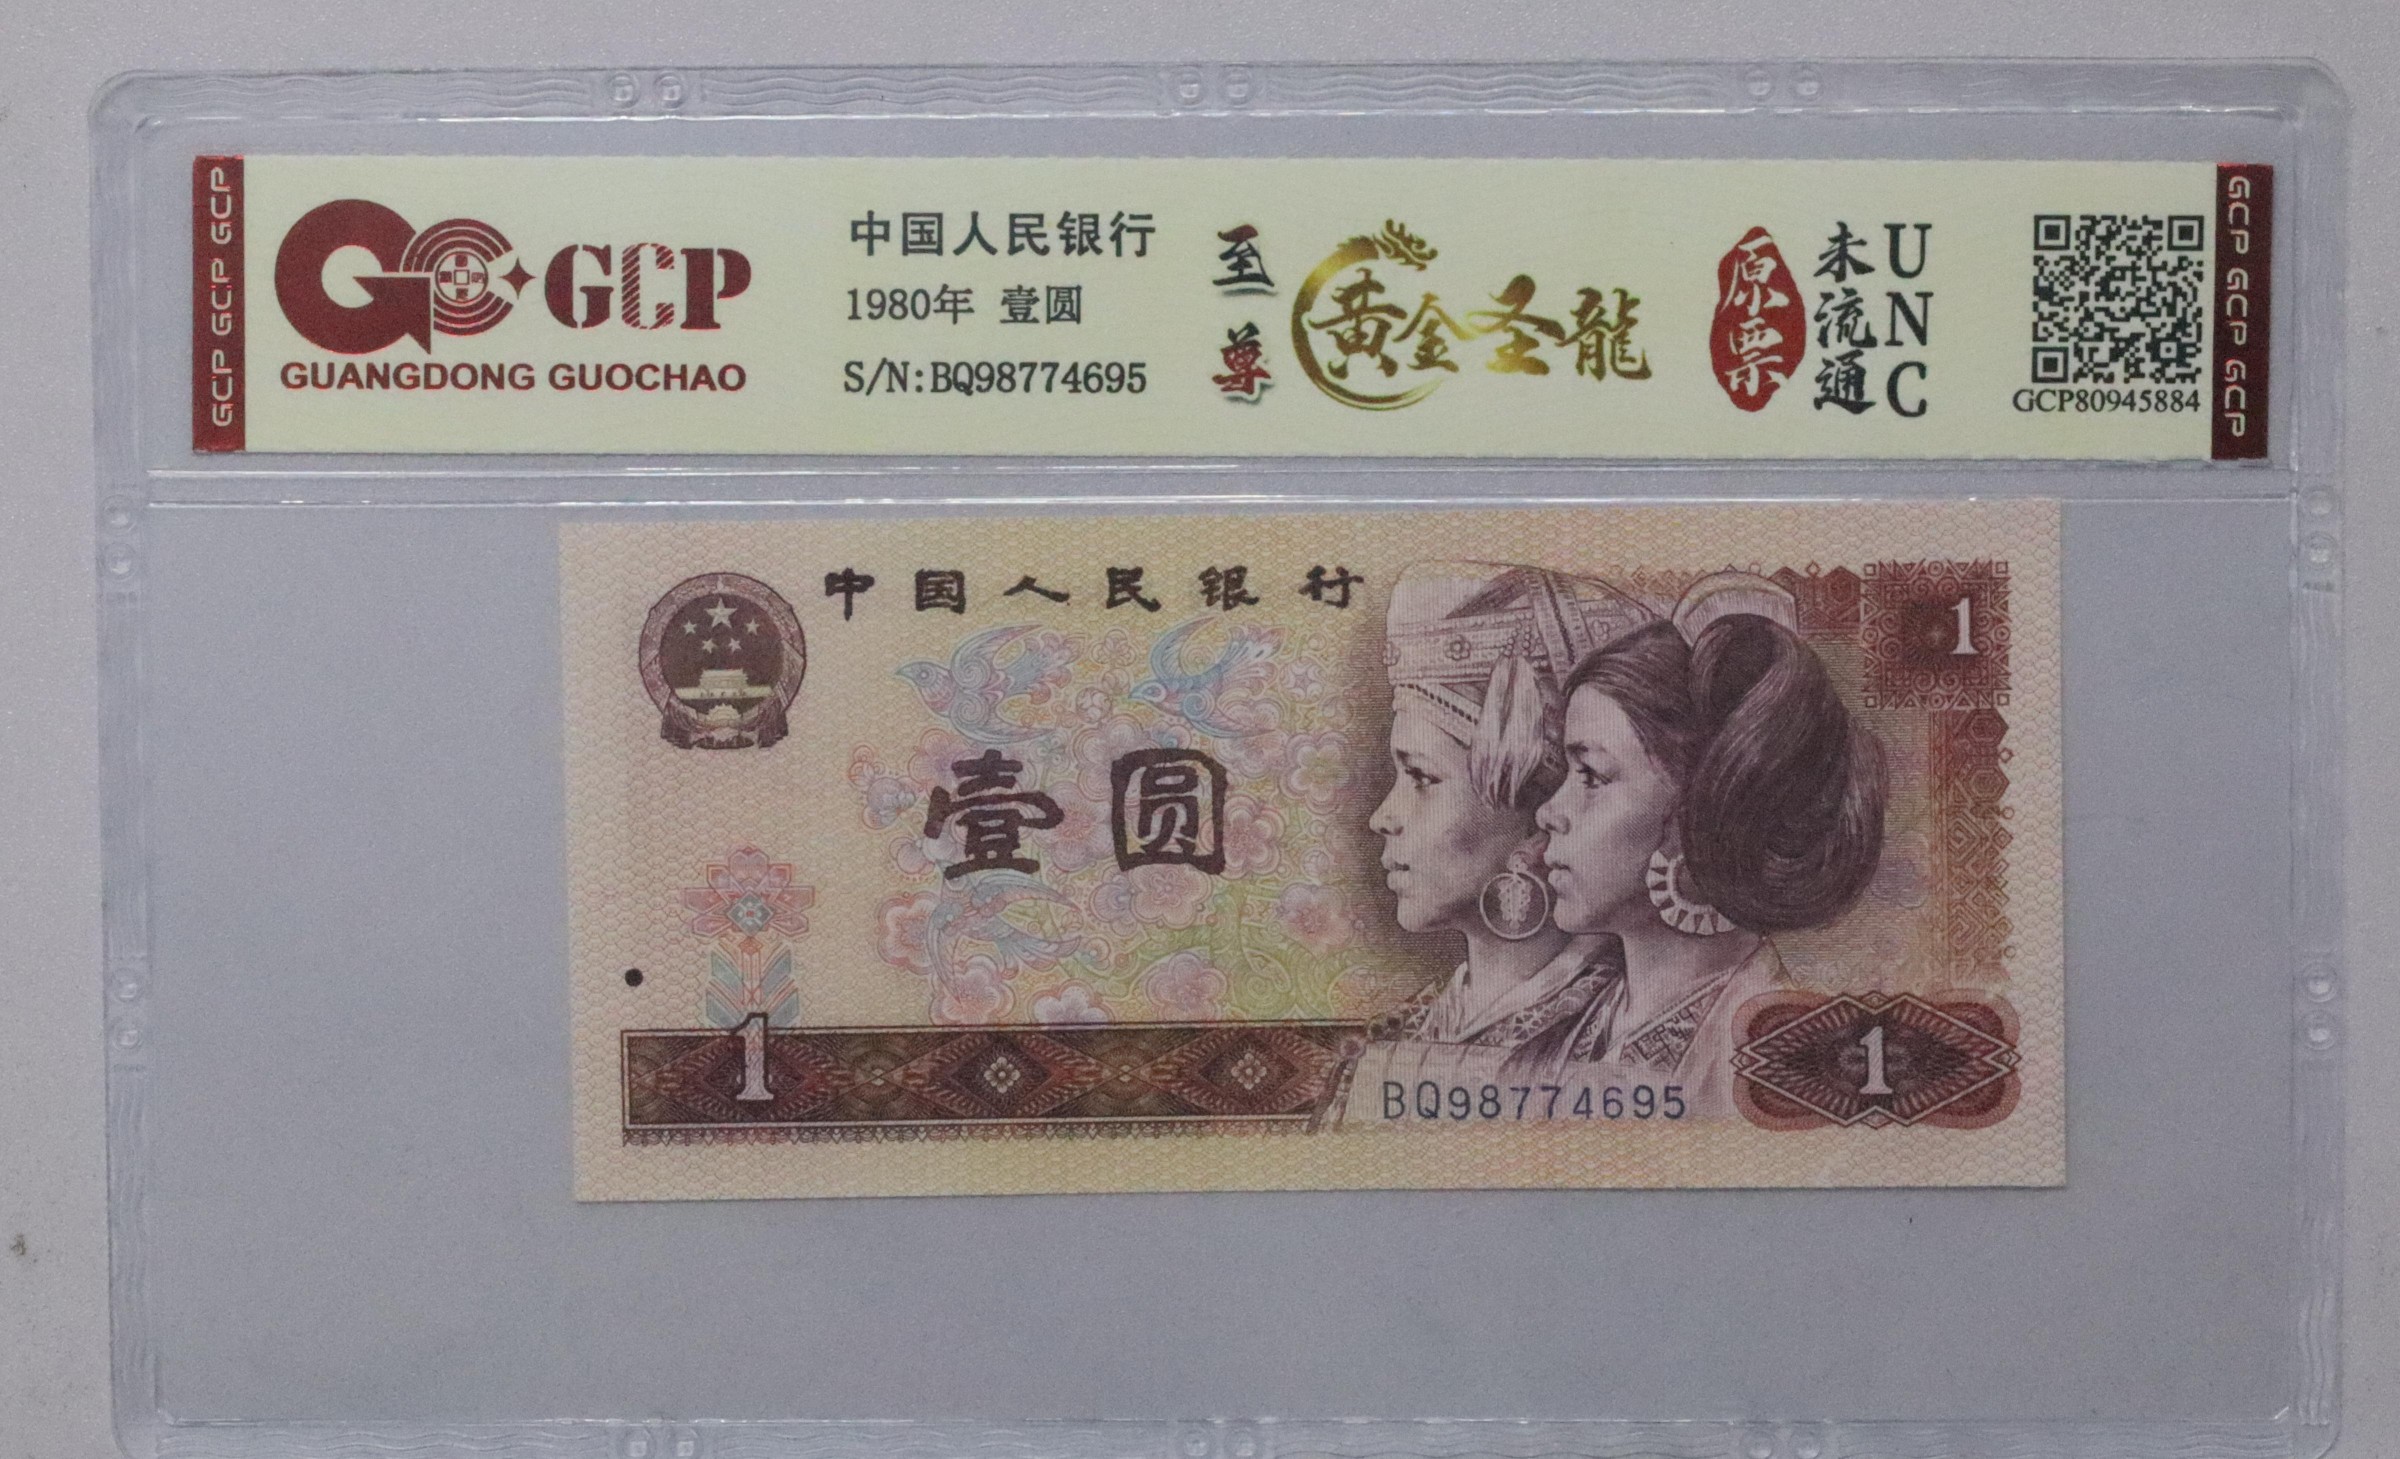 GCP GCP GCP
GCP
GUANGDONG GUOCHAO
中国人民银行
1980年 壹圆
S/N:BQ98774695
至尊
黄金圣龍
原票
未流通
UNC
GCP80945884
GCP GCP GCP
中国人民银行
1
壹圆
1
BQ98774695
1